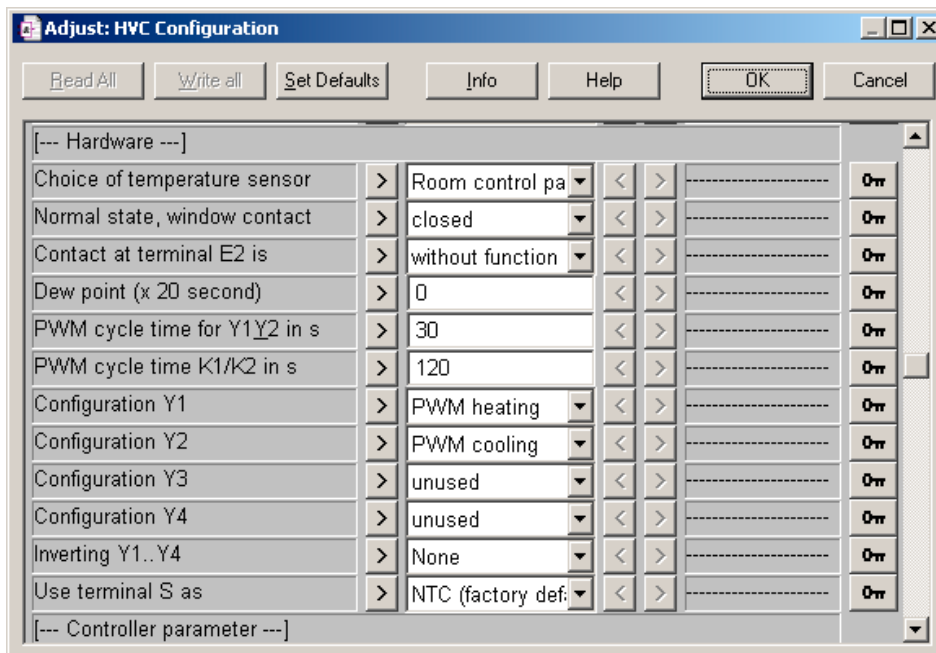 Adjust: HVC Configuration
Read All Write all Set Defaults Info Help OK Cancel
[--- Hardware ---]
Choice of temperature sensor > Room control pa < > --------------------
Normal state, window contact > closed < > --------------------
Contact at terminal E2 is > without function < > --------------------
Dew point (x 20 second) > 0 < > --------------------
PWM cycle time for Y1Y2 in s > 30 < > --------------------
PWM cycle time K1/K2 in s > 120 < > --------------------
Configuration Y1 > PWM heating < > --------------------
Configuration Y2 > PWM cooling < > --------------------
Configuration Y3 > unused < > --------------------
Configuration Y4 > unused < > --------------------
Inverting Y1..Y4 > None < > --------------------
Use terminal S as > NTC (factory defa < > --------------------
[--- Controller parameter ---]